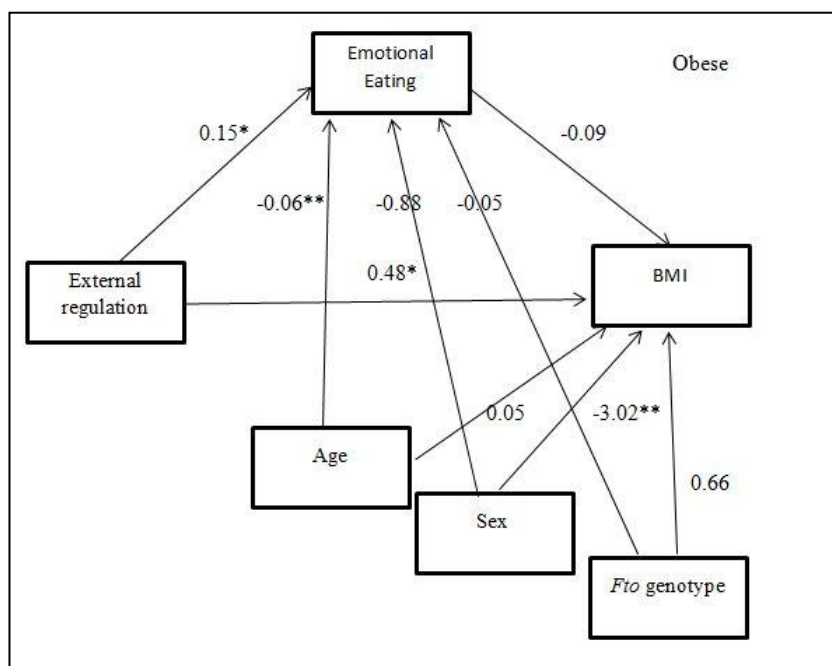 Emotional
Eating
Obese
0.15*
-0.09
-0.06**
-0.88
-0.05
External
regulation
0.48*
BMI
0.05
-3.02**
Age
0.66
Sex
Fto genotype